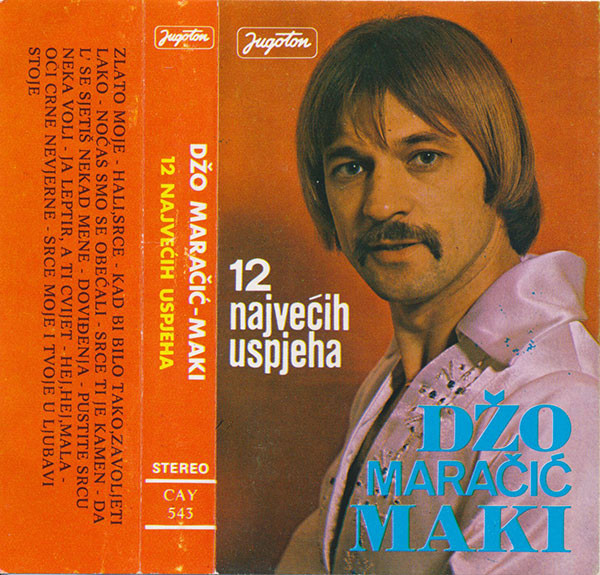 ZLATO MOJE - HALI,SRCE - KAD BI BILO TAKO,ZAVOLJETI
LAKO - NOĆAS SMO SE OBEĆALI - SRCE TI JE KAMEN - DA
L' SE SJETIŠ NEKAD MENE - DOVIĐENJA - PUSTITE SRCU
NEKA VOLI - JA LEPTIR, A TI CVIJET - HEJ,HEJ,MALA -
OČI CRNE NEVJERNE - SRCE MOJE I TVOJE U LJUBAVI
STOJE
Jugoton
DŽO MARAČIĆ-MAKI
12 NAJVEĆIH USPJEHA
STEREO
CAY
543
Jugoton
12
najvećih
uspjeha
DŽO
MARAČIĆ
MAKI